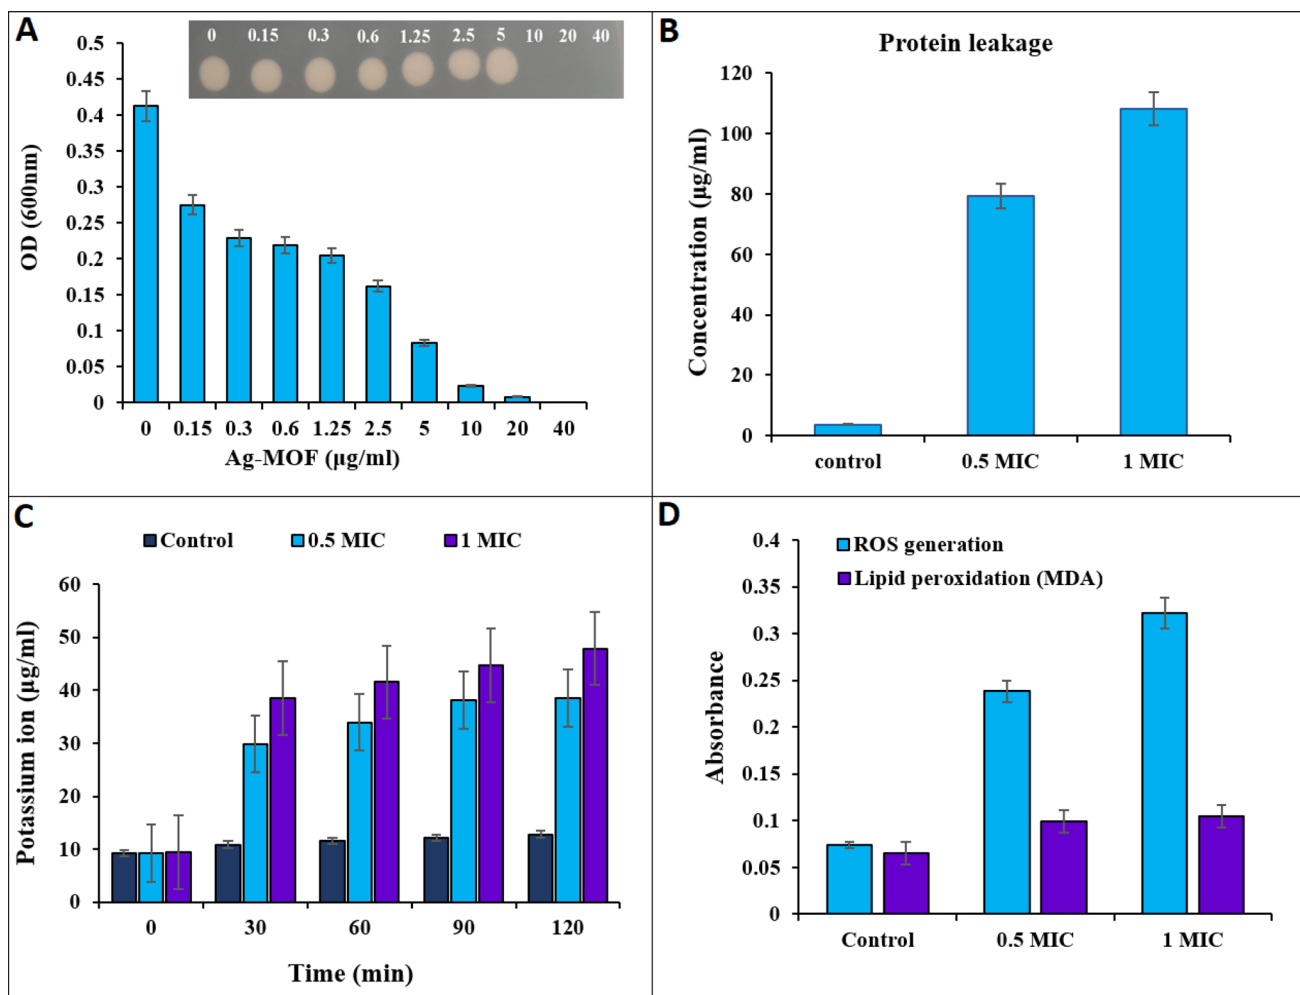 A
0 0.15 0.3 0.6 1.25 2.5 5 10 20 40
0.5
0.45
0.4
0.35
0.3
0.25
0.2
0.15
0.1
0.05
0
OD (600nm)
0 0.15 0.3 0.6 1.25 2.5 5 10 20 40
Ag-MOF (μg/ml)
B
Protein leakage
120
100
80
60
40
20
0
Concentration (μg/ml)
control 0.5 MIC 1 MIC
C
Control 0.5 MIC 1 MIC
60
50
40
30
20
10
0
Potassium ion (μg/ml)
0 30 60 90 120
Time (min)
D
ROS generation
Lipid peroxidation (MDA)
0.4
0.35
0.3
0.25
0.2
0.15
0.1
0.05
0
Absorbance
Control 0.5 MIC 1 MIC